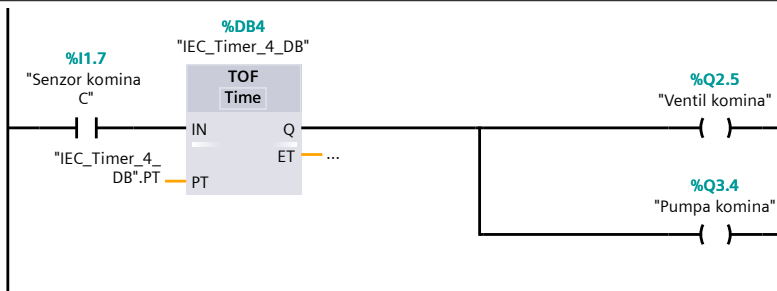 %DB4
"IEC_Timer_4_DB"
%I1.7
"Senzor komina
C"
TOF
Time
%Q2.5
"Ventil komina"
IN
Q
"IEC_Timer_4_
DB".PT
PT
ET
...
%Q3.4
"Pumpa komina"